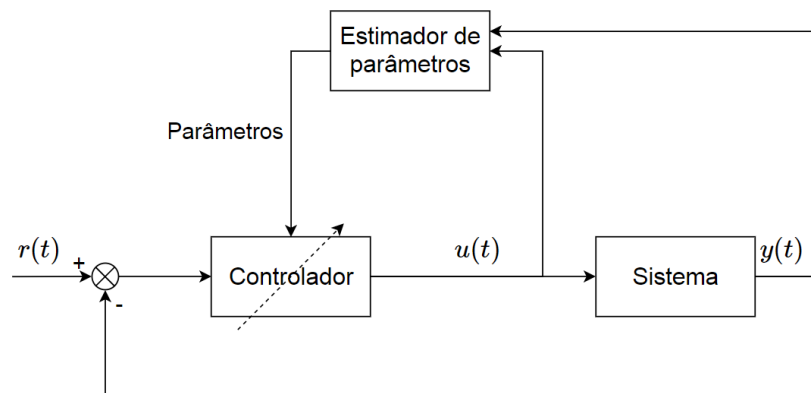 Estimador de
parâmetros
Parâmetros
r(t)
+
-
Controlador
u(t)
Sistema
y(t)